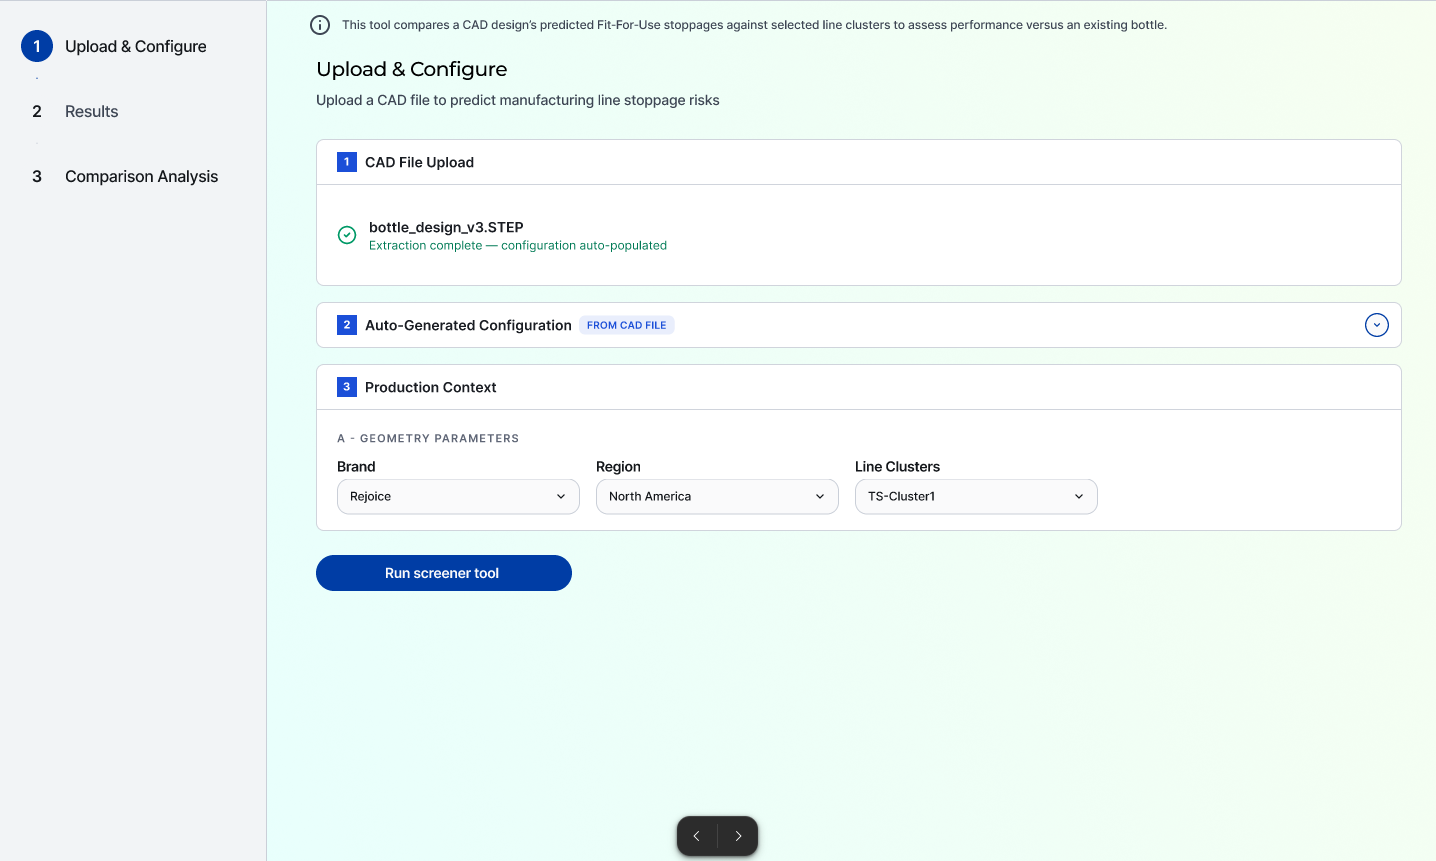 This tool compares a CAD design's predicted Fit-For-Use stoppages against selected line clusters to assess performance versus an existing bottle.
1 Upload & Configure
2 Results
3 Comparison Analysis
Upload & Configure
Upload a CAD file to predict manufacturing line stoppage risks
1 CAD File Upload
bottle_design_v3.STEP
Extraction complete — configuration auto-populated
2 Auto-Generated Configuration FROM CAD FILE
3 Production Context
A - GEOMETRY PARAMETERS
Brand Region Line Clusters
Rejoice North America TS-Cluster1
Run screener tool